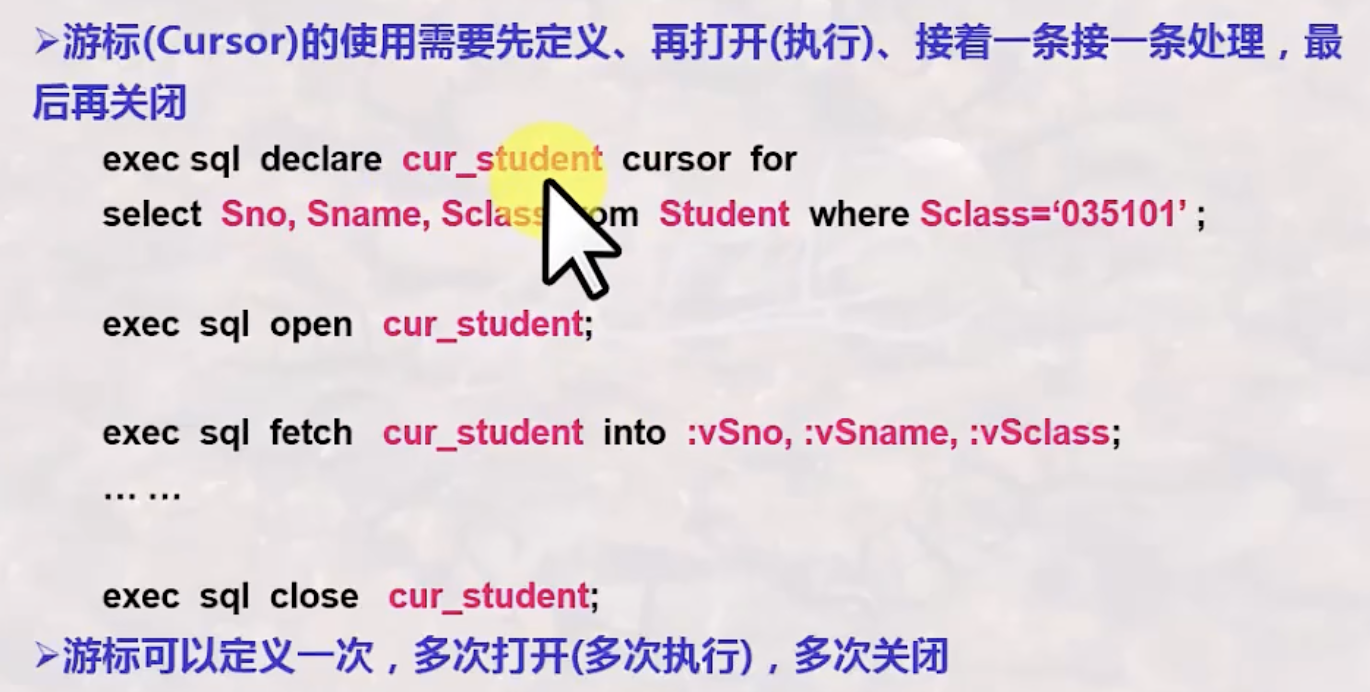 ➢游标(Cursor)的使用需要先定义、再打开(执行)、接着一条接一条处理，最
后再关闭
exec sql declare cur_student cursor for
select Sno, Sname, Sclass om Student where Sclass=‘035101’ ;
exec sql open cur_student;
exec sql fetch cur_student into :vSno, :vSname, :vSclass;
... ...
exec sql close cur_student;
➢游标可以定义一次，多次打开(多次执行)，多次关闭